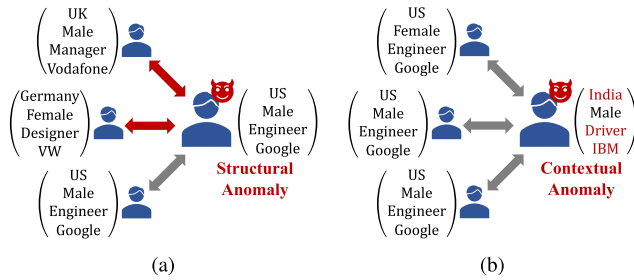 UK
Male
Manager
Vodafone
Germany
Female
Designer
VW
US
Male
Engineer
Google
US
Male
Engineer
Google
Structural
Anomaly
(a)
US
Female
Engineer
Google
US
Male
Engineer
Google
US
Male
Engineer
Google
India
Male
Driver
IBM
Contextual
Anomaly
(b)